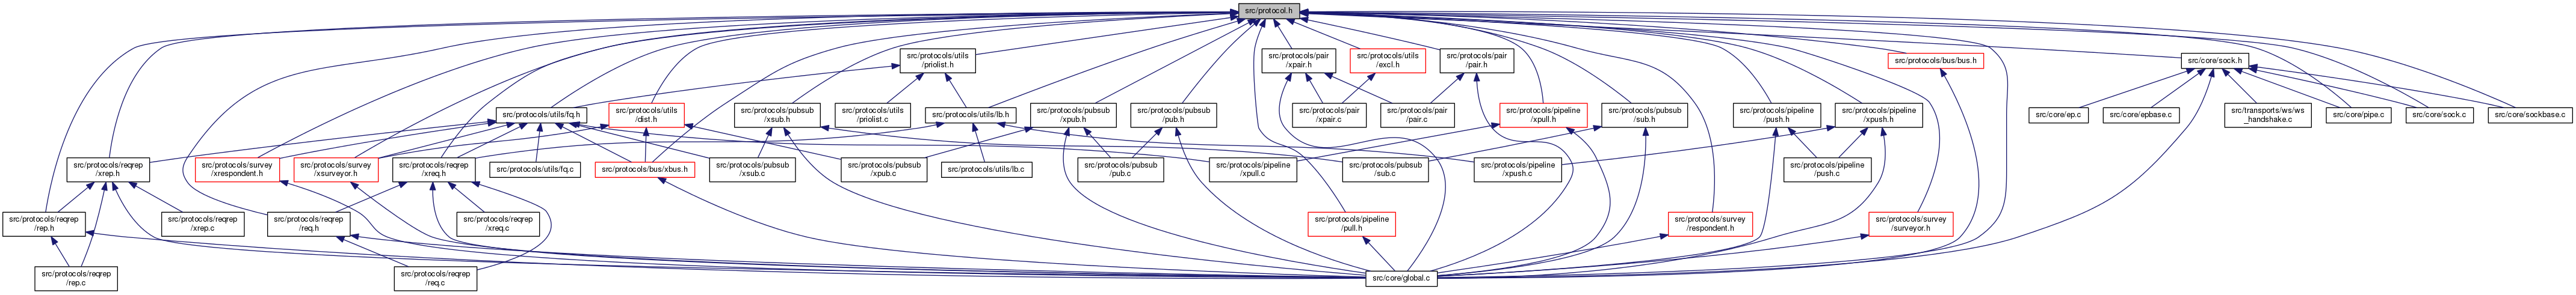 src/protocol.h
src/protocols/utils
/priolist.h
src/protocols/pair
/xpair.h
src/protocols/utils
/excl.h
src/protocols/pair
/pair.h
src/protocols/bus/bus.h
src/core/sock.h
src/protocols/utils/fq.h
src/protocols/utils
/dist.h
src/protocols/pubsub
/xsub.h
src/protocols/utils
/priolist.c
src/protocols/utils/lb.h
src/protocols/pubsub
/xpub.h
src/protocols/pubsub
/pub.h
src/protocols/pair
/xpair.c
src/protocols/pair
/pair.c
src/protocols/pipeline
/xpull.h
src/protocols/pubsub
/sub.h
src/protocols/pipeline
/push.h
src/protocols/pipeline
/xpush.h
src/core/ep.c
src/core/epbase.c
src/transports/ws/ws
_handshake.c
src/core/pipe.c
src/core/sock.c
src/core/sockbase.c
src/protocols/reqrep
/xrep.h
src/protocols/survey
/xrespondent.h
src/protocols/survey
/xsurveyor.h
src/protocols/reqrep
/xreq.h
src/protocols/utils/fq.c
src/protocols/bus/xbus.h
src/protocols/pubsub
/xsub.c
src/protocols/pubsub
/xpub.c
src/protocols/utils/lb.c
src/protocols/pubsub
/pub.c
src/protocols/pipeline
/xpull.c
src/protocols/pubsub
/sub.c
src/protocols/pipeline
/xpush.c
src/protocols/pipeline
/push.c
src/protocols/reqrep
/rep.h
src/protocols/reqrep
/xrep.c
src/protocols/reqrep
/req.h
src/protocols/reqrep
/xreq.c
src/protocols/pipeline
/pull.h
src/protocols/survey
/respondent.h
src/protocols/survey
/surveyor.h
src/protocols/reqrep
/rep.c
src/protocols/reqrep
/req.c
src/core/global.c